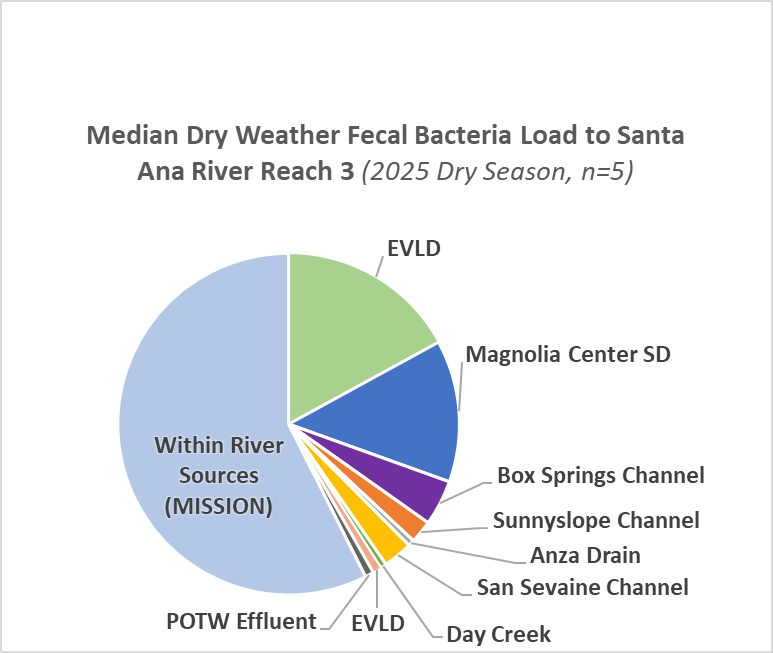 Median Dry Weather Fecal Bacteria Load to Santa
Ana River Reach 3 (2025 Dry Season, n=5)
EVLD
Magnolia Center SD
Within River
Sources
(MISSION)
Box Springs Channel
Sunnyslope Channel
Anza Drain
San Sevaine Channel
POTW Effluent
EVLD
Day Creek